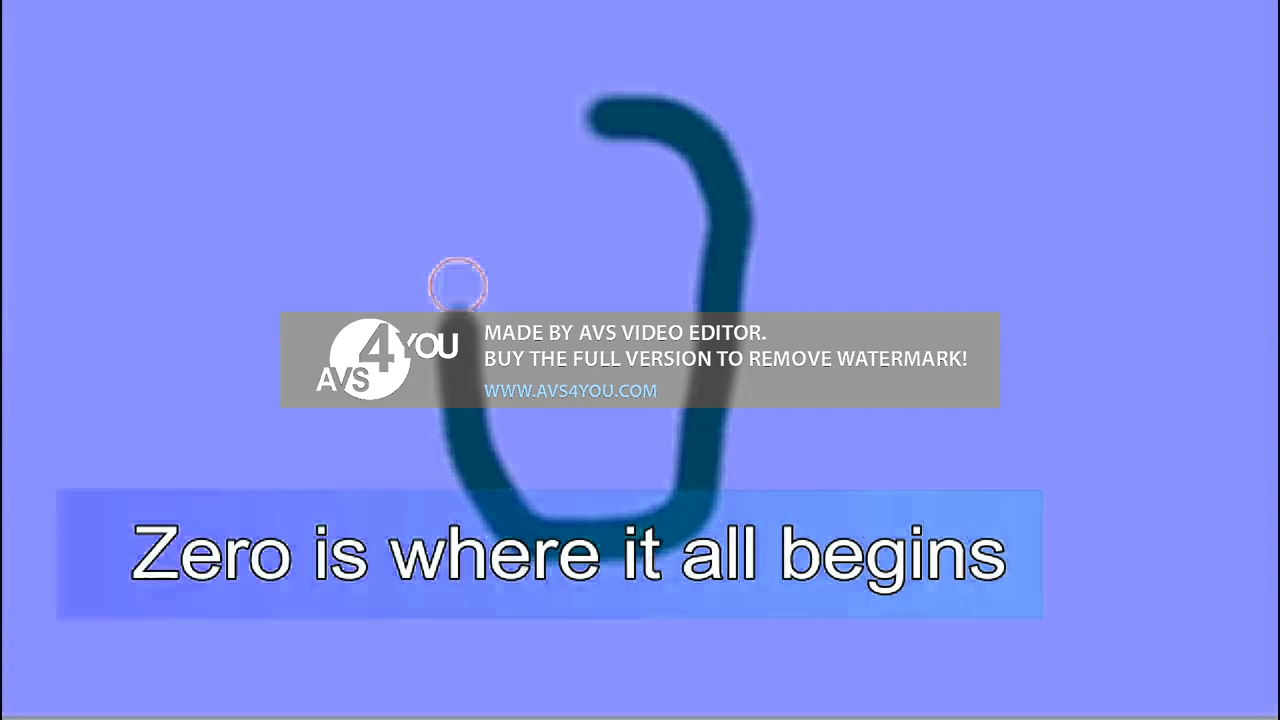 AVS4YOU
MADE BY AVS VIDEO EDITOR.
BUY THE FULL VERSION TO REMOVE WATERMARK!
WWW.AVS4YOU.COM
Zero is where it all begins